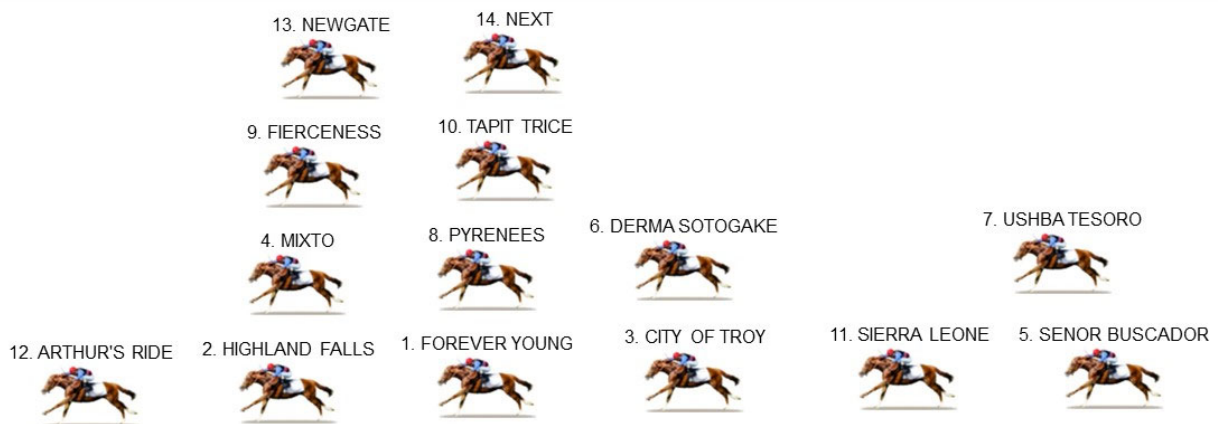 13. NEWGATE
14. NEXT
9. FIERCENESS
10. TAPIT TRICE
4. MIXTO
8. PYRENEES
6. DERMA SOTOGAKE
7. USHBA TESORO
12. ARTHUR'S RIDE
2. HIGHLAND FALLS
1. FOREVER YOUNG
3. CITY OF TROY
11. SIERRA LEONE
5. SENOR BUSCADOR